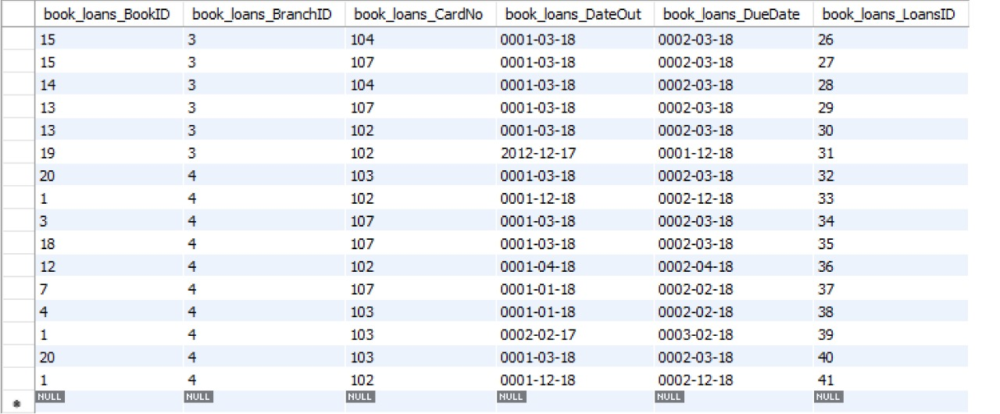 book_loans_BookID book_loans_BranchID book_loans_CardNo book_loans_DateOut book_loans_DueDate book_loans_LoansID
15 3 104 0001-03-18 0002-03-18 26
15 3 107 0001-03-18 0002-03-18 27
14 3 104 0001-03-18 0002-03-18 28
13 3 107 0001-03-18 0002-03-18 29
13 3 102 0001-03-18 0002-03-18 30
19 3 102 2012-12-17 0001-12-18 31
20 4 103 0001-03-18 0002-03-18 32
1 4 102 0001-12-18 0002-12-18 33
3 4 107 0001-03-18 0002-03-18 34
18 4 107 0001-03-18 0002-03-18 35
12 4 102 0001-04-18 0002-04-18 36
7 4 107 0001-01-18 0002-02-18 37
4 4 103 0001-01-18 0002-02-18 38
1 4 103 0002-02-17 0003-02-18 39
20 4 103 0001-03-18 0002-03-18 40
1 4 102 0001-12-18 0002-12-18 41
NULL NULL NULL NULL NULL NULL